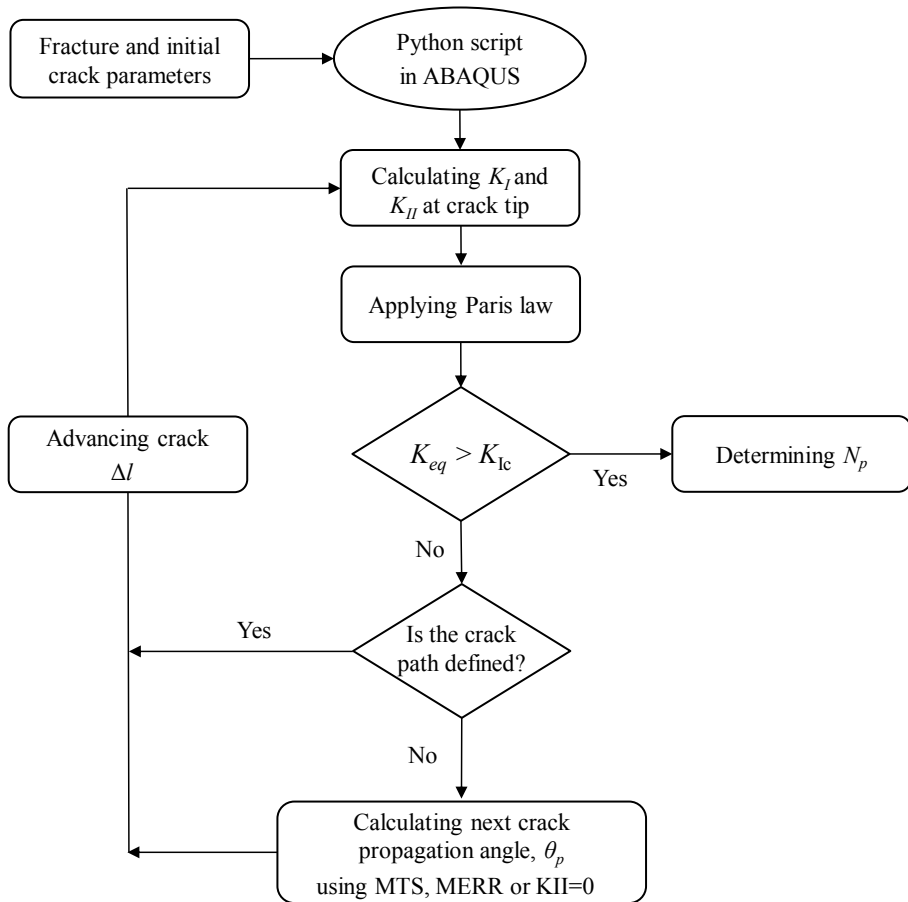 Fracture and initial
crack parameters
Python script
in ABAQUS
Calculating K_I and
K_II at crack tip
Applying Paris law
K_eq > K_Ic
Yes
Determining N_p
Advancing crack
Δl
No
Is the crack
path defined?
Yes
No
Calculating next crack
propagation angle, θ_p
using MTS, MERR or KII=0